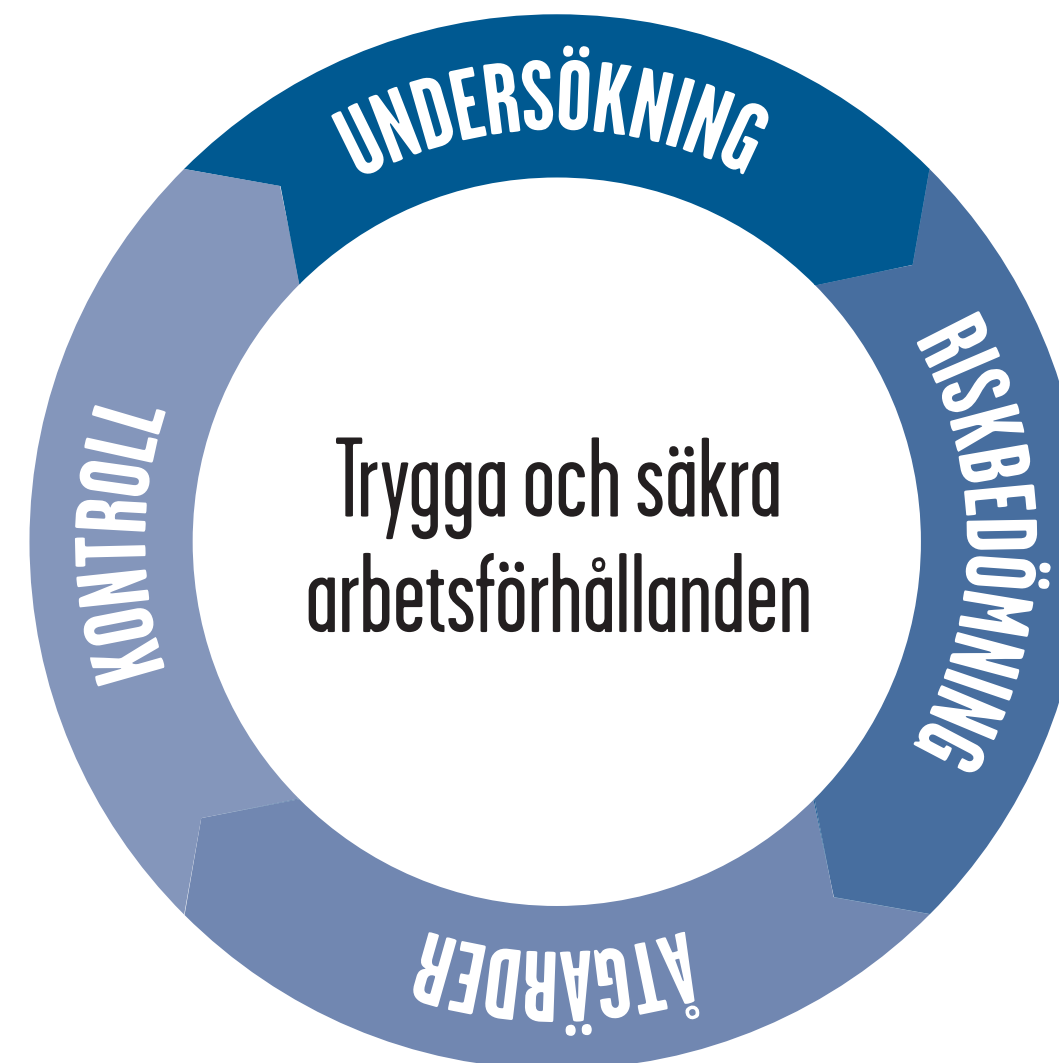 UNDERSÖKNING
RISKBEDÖMNING
ÅTGÄRDER
KONTROLL
Trygga och säkra
arbetsförhållanden